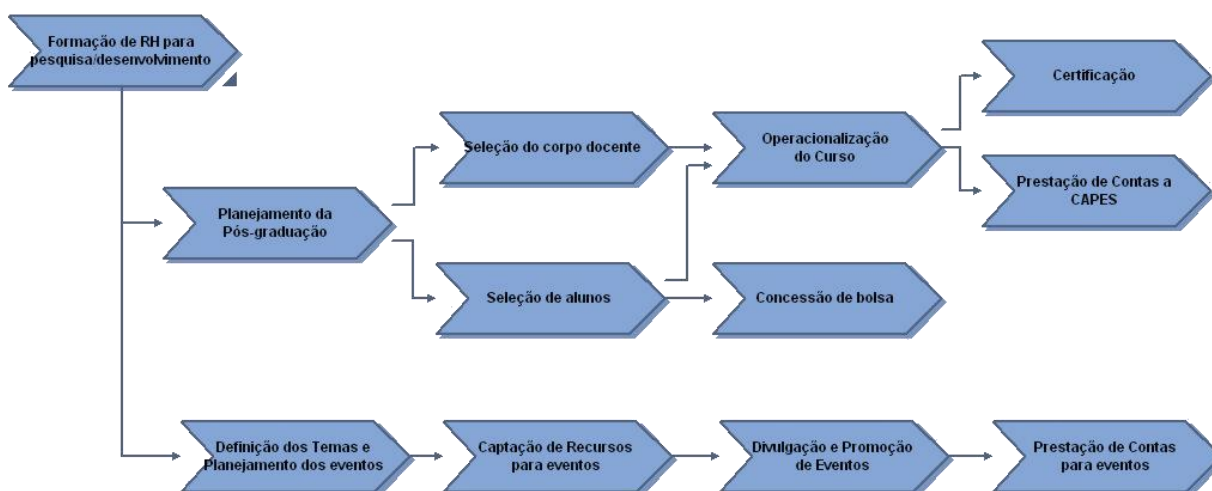 Formação de RH para
pesquisa/desenvolvimento
Certificação
Seleção do corpo docente
Operacionalização
do Curso
Prestação de Contas a
CAPES
Planejamento da
Pós-graduação
Seleção de alunos
Concessão de bolsa
Definição dos Temas e
Planejamento dos eventos
Captação de Recursos
para eventos
Divulgação e Promoção
de Eventos
Prestação de Contas
para eventos